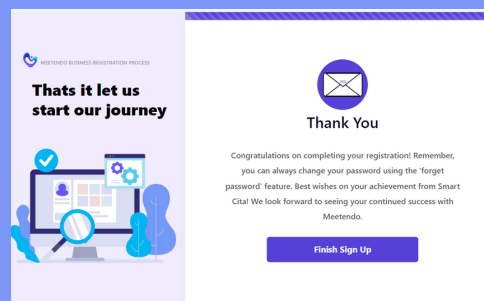 MEETENDO BUSINESS REGISTRATION PROCESS
Thats it let us
start our journey
Thank You
Congratulations on completing your registration! Remember,
you can always change your password using the 'forget
password' feature. Best wishes on your achievement from Smart
Cita! We look forward to seeing your continued success with
Meetendo.
Finish Sign Up